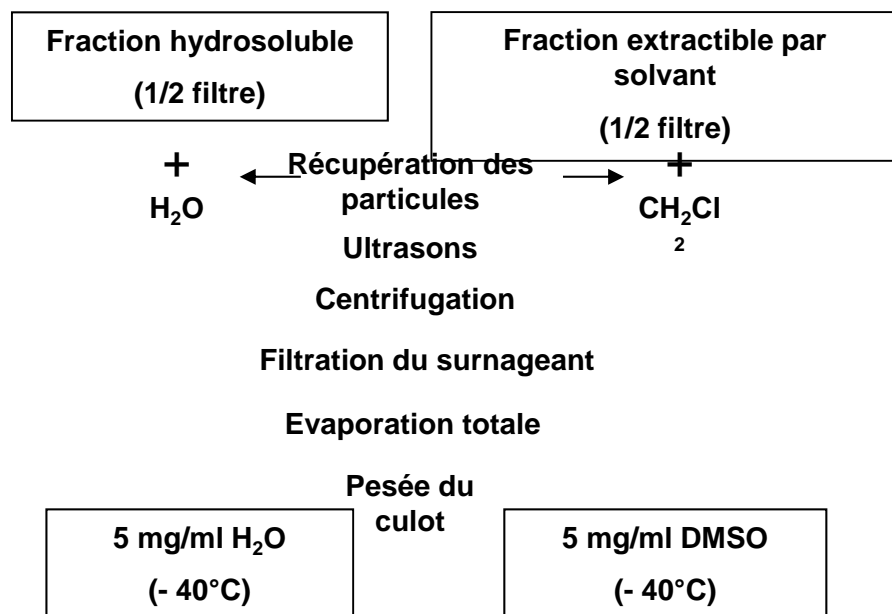 Fraction hydrosoluble
(1/2 filtre)
Fraction extractible par
solvant
(1/2 filtre)
+
H₂O
Récupération des
particules
+
CH₂Cl
2
Ultrasons
Centrifugation
Filtration du surnageant
Evaporation totale
Pesée du
culot
5 mg/ml H₂O
(- 40°C)
5 mg/ml DMSO
(- 40°C)